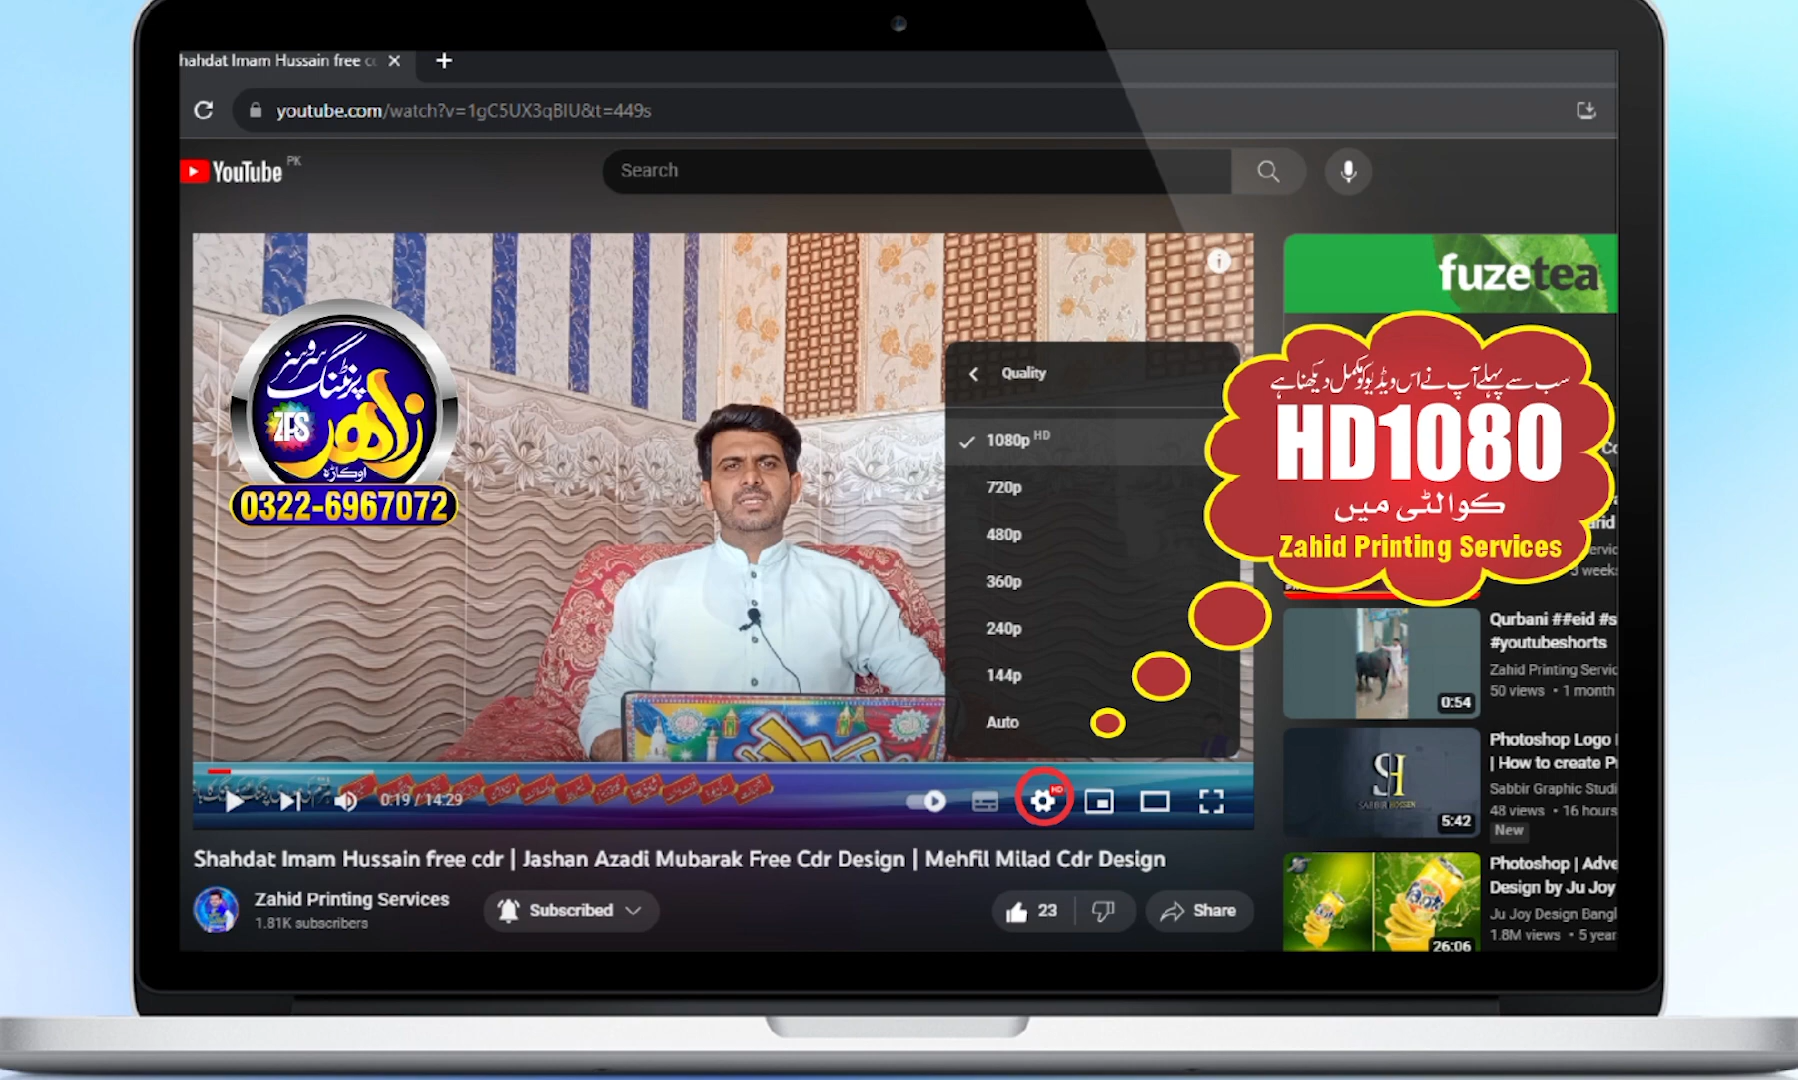 hahdat Imam Hussain free c
youtube.com/watch?v=1gC5UX3qBlU&t=449s
YouTube PK
Search
پرنٹنگ سروسز
زاھد
ZPS
اوکاڑہ
0322-6967072
Quality
1080p HD
720p
480p
360p
240p
144p
Auto
fuzetea
سب سے پہلے آپ نے اس ویڈیو کو مکمل دیکھنا ہے
HD1080
کوالٹی میں
Zahid Printing Services
0:19 / 14:29
HD
Shahdat Imam Hussain free cdr | Jashan Azadi Mubarak Free Cdr Design | Mehfil Milad Cdr Design
Zahid Printing Services
1.81K subscribers
Subscribed
23
Share
Qurbani ##eid #s
#youtubeshorts
Zahid Printing Servic
50 views • 1 month
0:54
Photoshop Logo
| How to create P
Sabbir Graphic Studi
48 views • 16 hours
New
SH
SABBIR HOSSEN
5:42
Photoshop | Adve
Design by Ju Joy
Ju Joy Design Bangl
1.8M views • 5 year
26:06